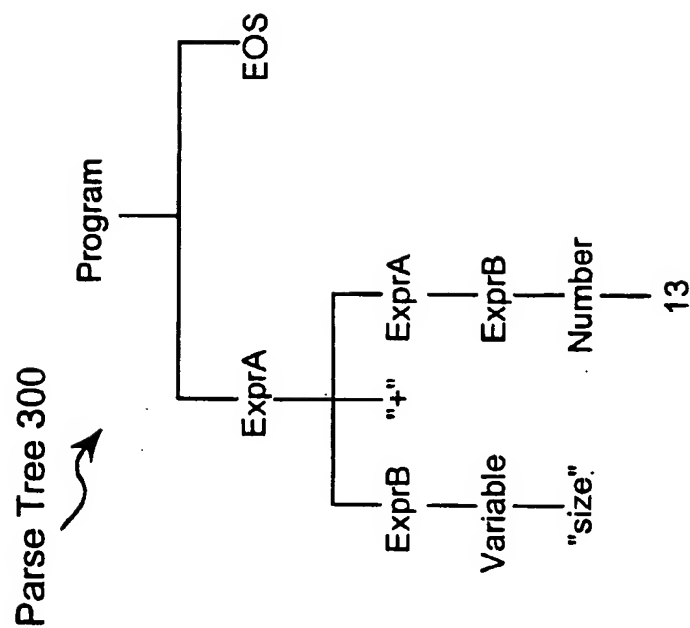 Parse Tree 300
Program
ExprA
EOS
ExprB "+" ExprA
Variable ExprB
"size" Number
13